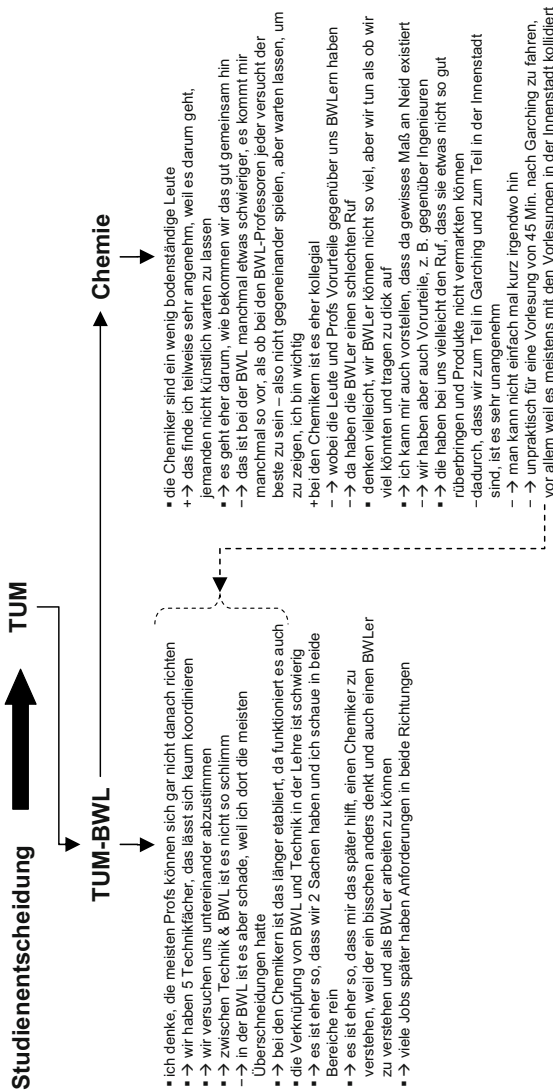 Studienentscheidung
TUM
TUM-BWL
Chemie
▪ ich denke, die meisten Profs können sich gar nicht danach richten
▪ → wir haben 5 Technikfächer, das lässt sich kaum koordinieren
▪ → wir versuchen uns untereinander abzustimmen
▪ → zwischen Technik & BWL ist es nicht so schlimm
– → in der BWL ist es aber schade, weil ich dort die meisten
Überschneidungen hatte
▪ → bei den Chemikern ist das länger etabliert, da funktioniert es auch
▪ die Verknüpfung von BWL und Technik in der Lehre ist schwierig
▪ → es ist eher so, dass wir 2 Sachen haben und ich schaue in beide
Bereiche rein
▪ → es ist eher so, dass mir das später hilft, einen Chemiker zu
verstehen, weil der ein bisschen anders denkt und auch einen BWLer
zu verstehen und als BWLer arbeiten zu können
▪ → viele Jobs später haben Anforderungen in beide Richtungen
▪ die Chemiker sind ein wenig bodenständige Leute
+ → das finde ich teilweise sehr angenehm, weil es darum geht,
jemanden nicht künstlich warten zu lassen
▪ → es geht eher darum, wie bekommen wir das gut gemeinsam hin
– → das ist bei der BWL manchmal etwas schwieriger, es kommt mir
manchmal so vor, als ob bei den BWL-Professoren jeder versucht der
beste zu sein – also nicht gegeneinander spielen, aber warten lassen, um
zu zeigen, ich bin wichtig
+ bei den Chemikern ist es eher kollegial
– → wobei die Leute und Profs Vorurteile gegenüber uns BWLern haben
– → da haben die BWLer einen schlechten Ruf
▪ denken vielleicht, wir BWLer können nicht so viel, aber wir tun als ob wir
viel könnten und tragen zu dick auf
▪ → ich kann mir auch vorstellen, dass da gewisses Maß an Neid existiert
– → wir haben aber auch Vorurteile, z. B. gegenüber Ingenieuren
▪ → die haben bei uns vielleicht den Ruf, dass sie etwas nicht so gut
rüberbringen und Produkte nicht vermarkten können
– dadurch, dass wir zum Teil in Garching und zum Teil in der Innenstadt
sind, ist es sehr unangenehm
– → man kann nicht einfach mal kurz irgendwo hin
– → unpraktisch für eine Vorlesung von 45 Min. nach Garching zu fahren,
vor allem weil es meistens mit den Vorlesungen in der Innenstadt kollidiert